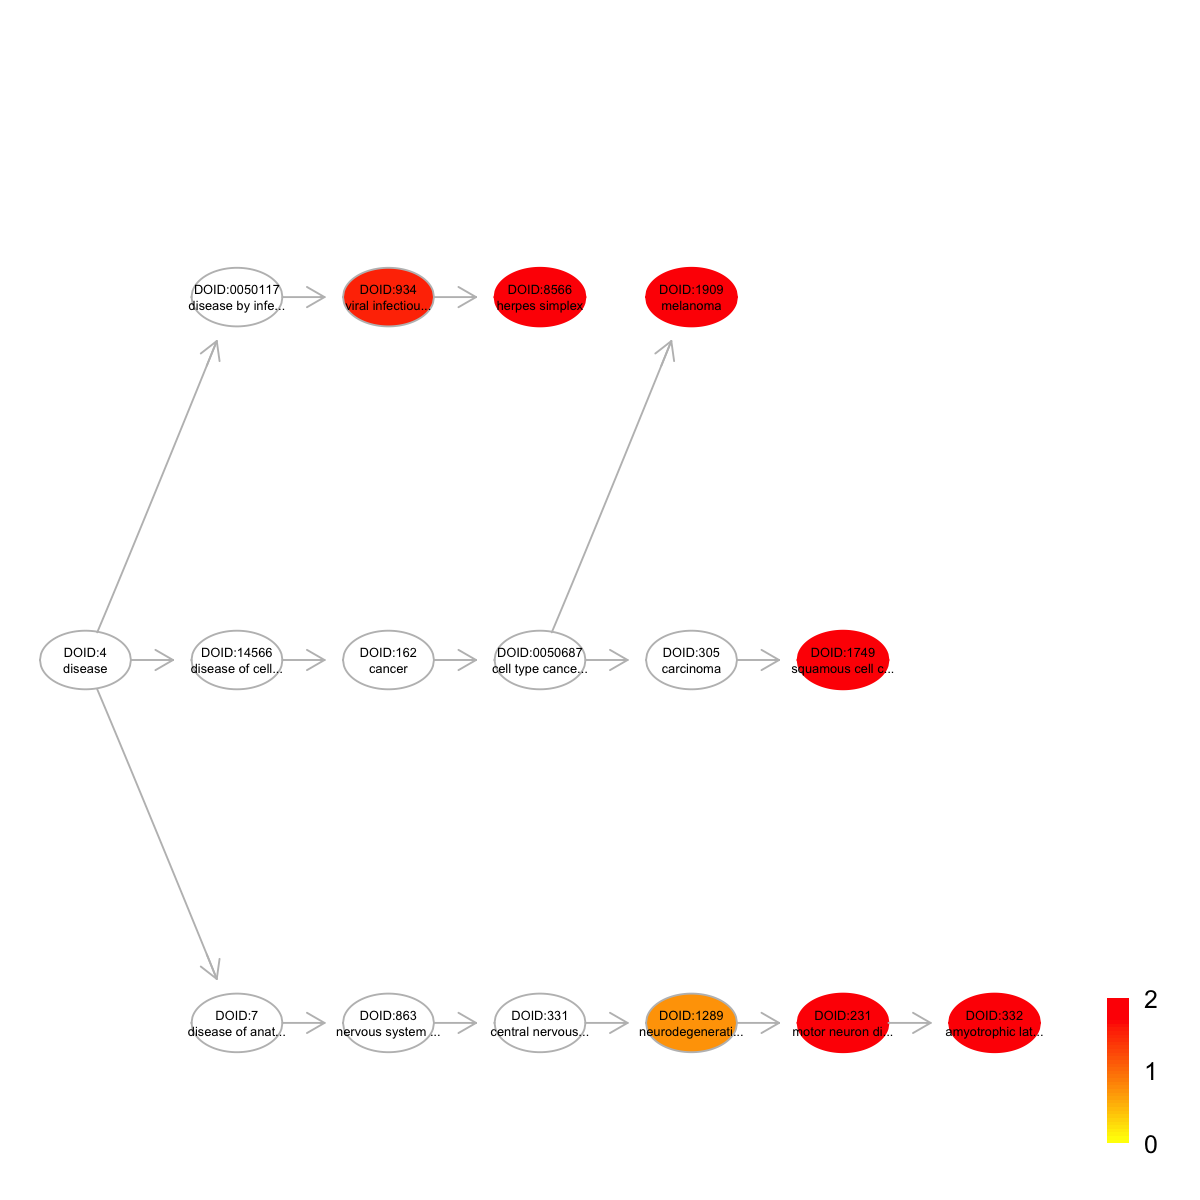 DOID:0050117
disease by infe...
DOID:934
viral infectiou...
DOID:8566
herpes simplex
DOID:1909
melanoma
DOID:4
disease
DOID:14566
disease of cell...
DOID:162
cancer
DOID:0050687
cell type cance...
DOID:305
carcinoma
DOID:1749
squamous cell c...
DOID:7
disease of anat...
DOID:863
nervous system ...
DOID:331
central nervous...
DOID:1289
neurodegenerati...
DOID:231
motor neuron di...
DOID:332
amyotrophic lat...
2
1
0